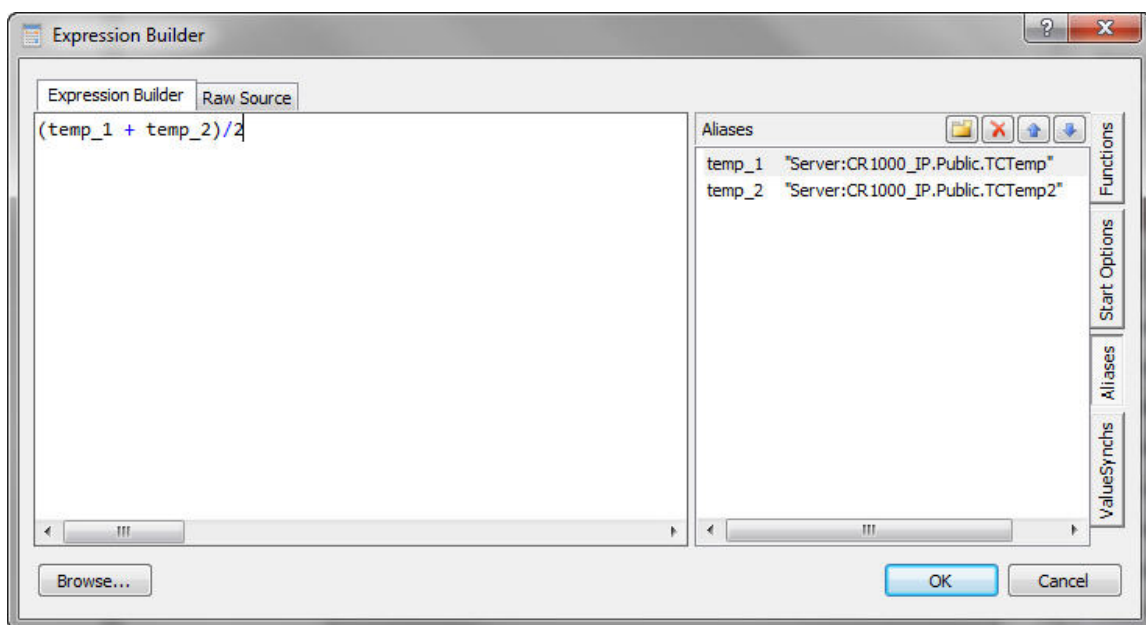 Expression Builder
Expression Builder
Raw Source
(temp_1 + temp_2)/2
Aliases
temp_1 "Server:CR1000_IP.Public.TCTemp"
temp_2 "Server:CR1000_IP.Public.TCTemp2"
Functions
Start Options
Aliases
ValueSynchs
Browse...
OK
Cancel